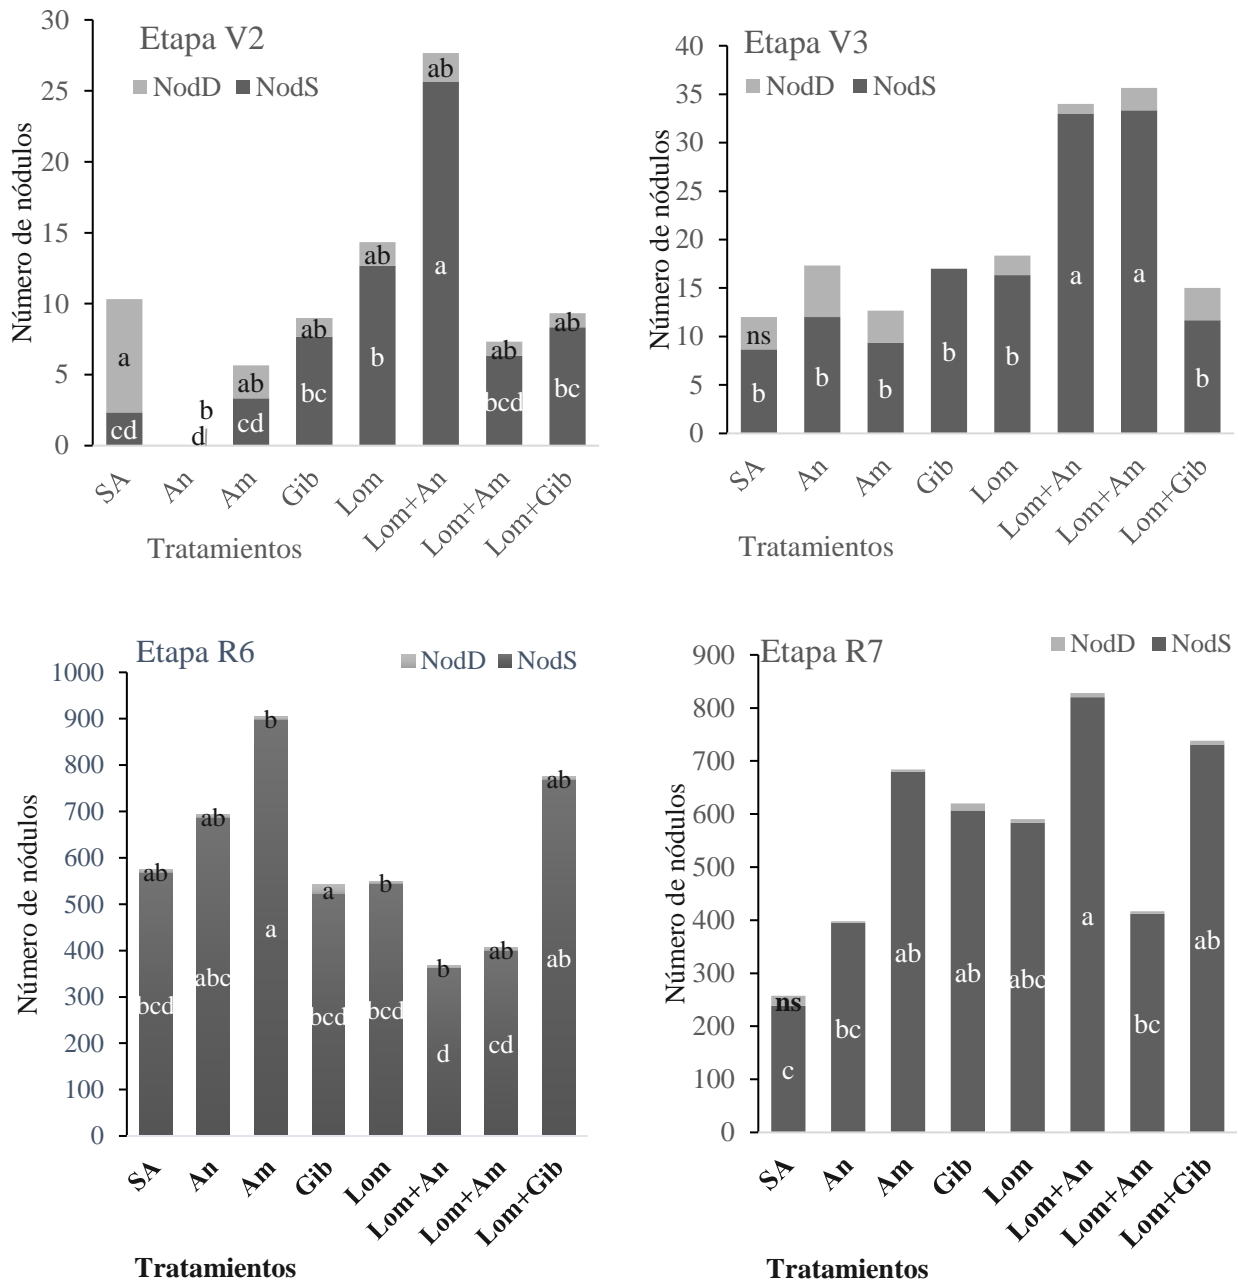 Etapa V2
NodD NodS
Número de nódulos
30
25
20
15
10
5
0
a
cd
b
d
ab
cd
ab
bc
ab
b
ab
a
ab
bcd
ab
bc
SA An Am Gib Lom Lom+An Lom+Am Lom+Gib
Tratamientos
Etapa V3
NodD NodS
Número de nódulos
40
35
30
25
20
15
10
5
0
ns
b
b
b
b
b
a
a
b
SA An Am Gib Lom Lom+An Lom+Am Lom+Gib
Tratamientos
Etapa R6
NodD NodS
Número de nódulos
1000
900
800
700
600
500
400
300
200
100
0
ab
bcd
ab
abc
b
a
a
bcd
b
bcd
b
d
ab
cd
ab
ab
SA An Am Gib Lom Lom+An Lom+Am Lom+Gib
Tratamientos
Etapa R7
NodD NodS
Número de nódulos
900
800
700
600
500
400
300
200
100
0
ns
c
bc
ab
ab
abc
a
bc
ab
SA An Am Gib Lom Lom+An Lom+Am Lom+Gib
Tratamientos